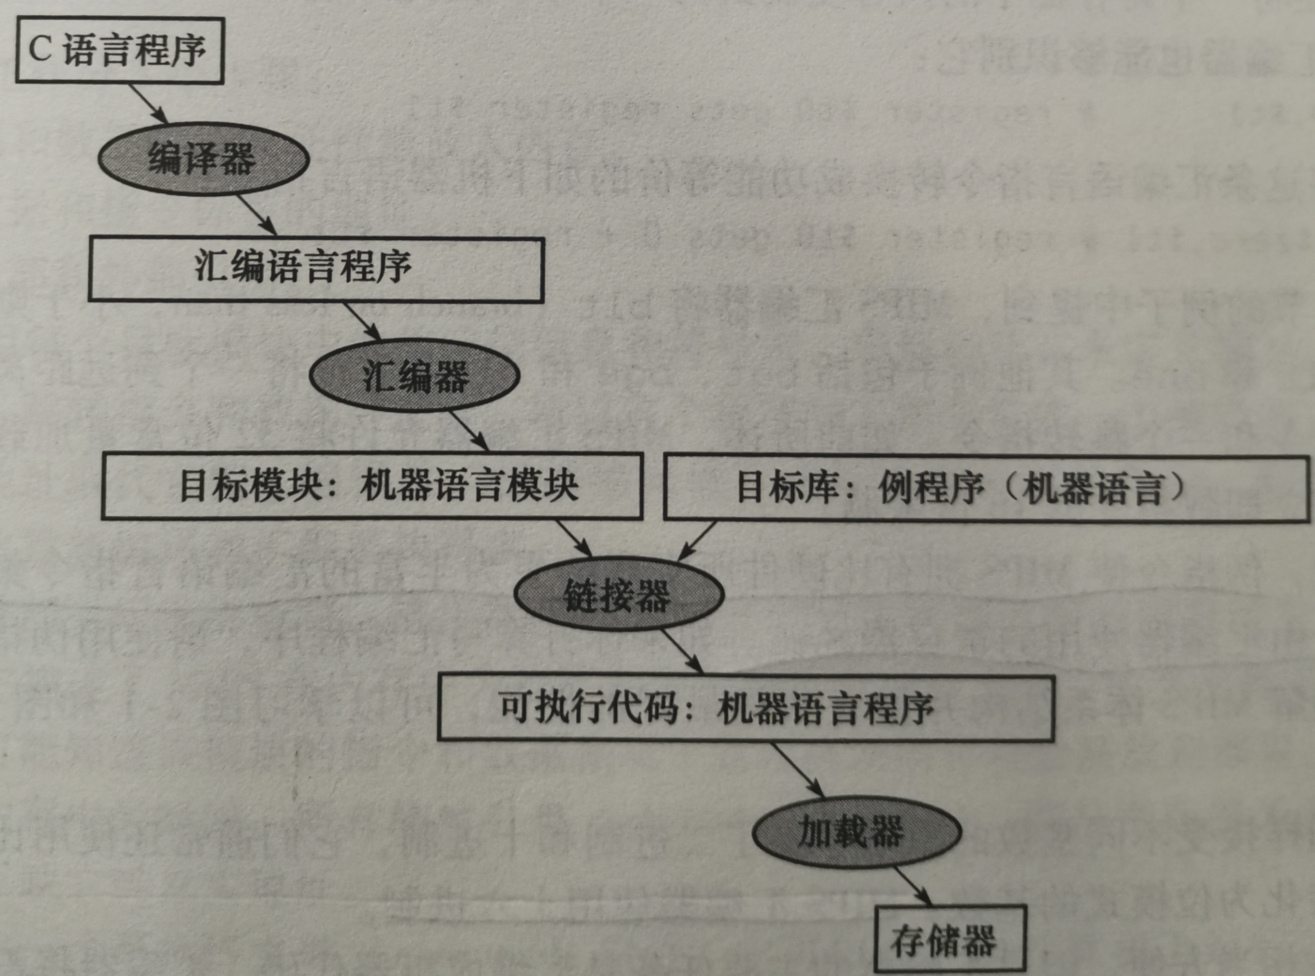 C 语言程序
编译器
汇编语言程序
汇编器
目标模块：机器语言模块
目标库：例程序（机器语言）
链接器
可执行代码：机器语言程序
加载器
存储器